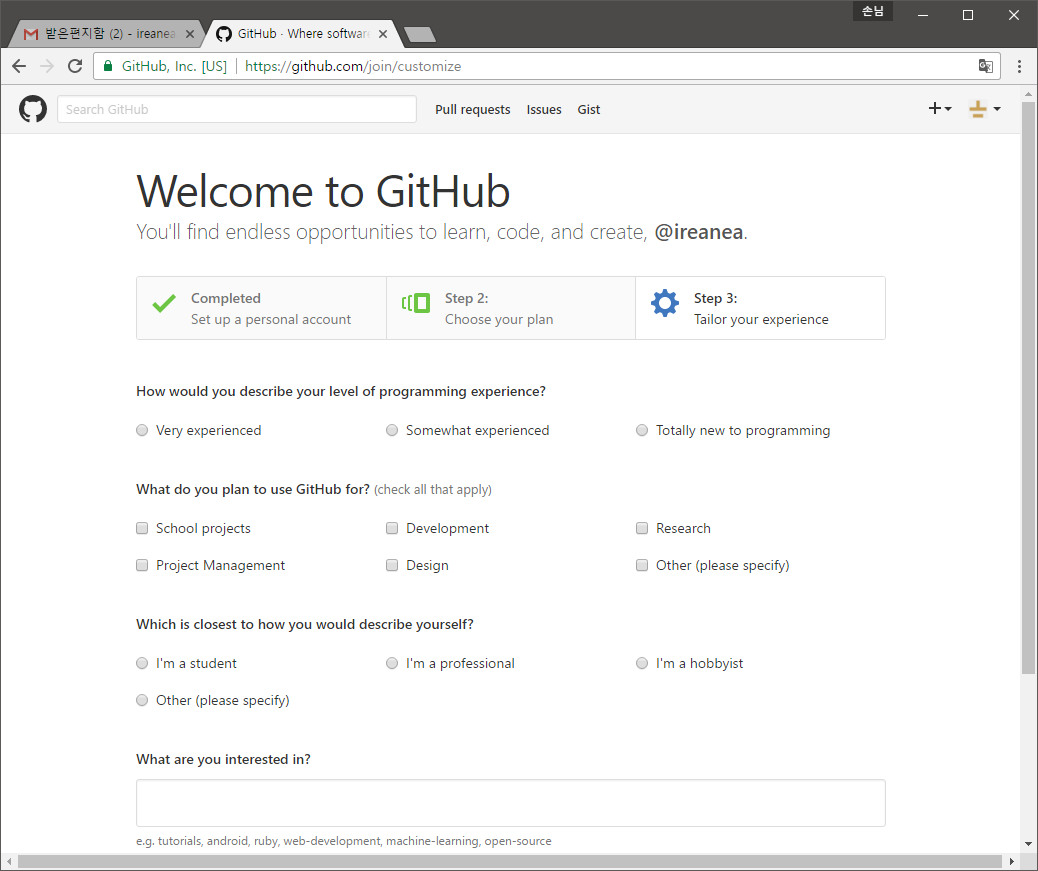 손님
받은편지함 (2) - ireanea
GitHub · Where software
GitHub, Inc. [US] https://github.com/join/customize
Search GitHub Pull requests Issues Gist
Welcome to GitHub
You'll find endless opportunities to learn, code, and create, @ireanea.
Completed
Set up a personal account
Step 2:
Choose your plan
Step 3:
Tailor your experience
How would you describe your level of programming experience?
Very experienced Somewhat experienced Totally new to programming
What do you plan to use GitHub for? (check all that apply)
School projects Development Research
Project Management Design Other (please specify)
Which is closest to how you would describe yourself?
I'm a student I'm a professional I'm a hobbyist
Other (please specify)
What are you interested in?
e.g. tutorials, android, ruby, web-development, machine-learning, open-source